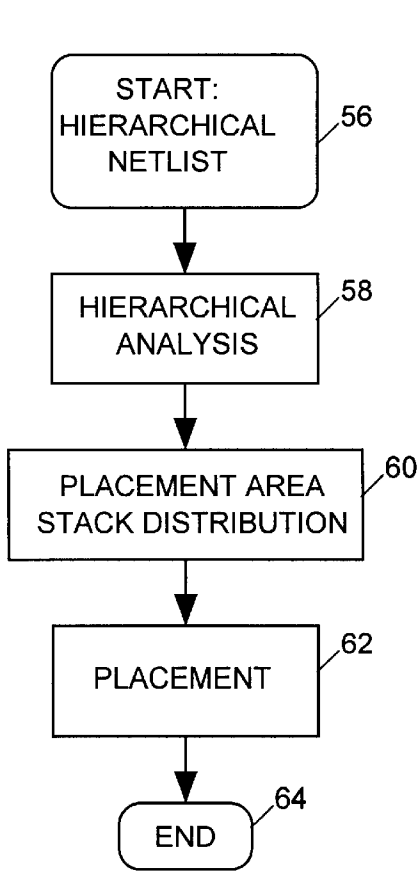 START:
HIERARCHICAL
NETLIST
56
HIERARCHICAL
ANALYSIS
58
PLACEMENT AREA
STACK DISTRIBUTION
60
PLACEMENT
62
END
64